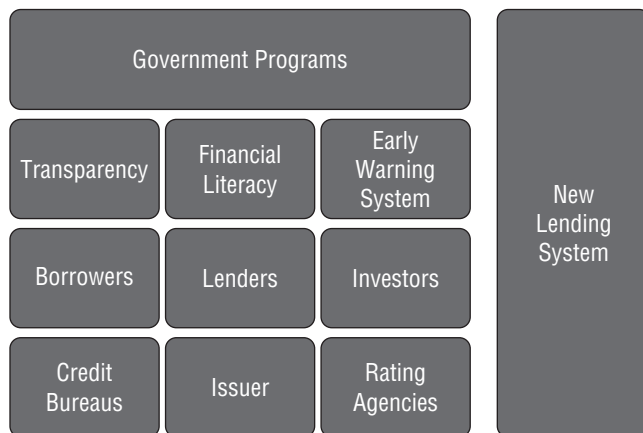 Government Programs
Transparency
Financial
Literacy
Early
Warning
System
New
Lending
System
Borrowers
Lenders
Investors
Credit
Bureaus
Issuer
Rating
Agencies